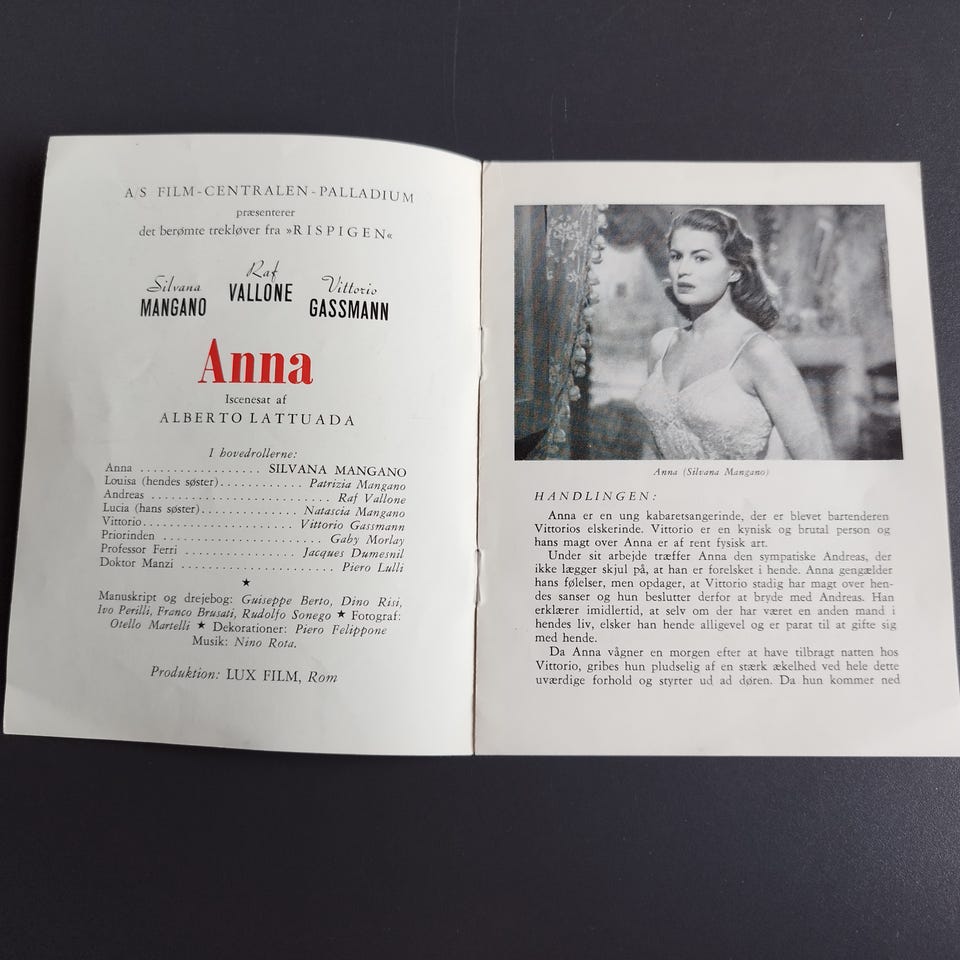 A/S FILM-CENTRALEN-PALLADIUM
præsenterer
det berømte trekløver fra »RISPIGEN«
Silvana MANGANO
Raf VALLONE
Vittorio GASSMANN
Anna
Iscenesat af
ALBERTO LATTUADA
I hovedrollerne:
Anna .................. SILVANA MANGANO
Louisa (hendes søster) ............ Patrizia Mangano
Andreas .......................... Raf Vallone
Lucia (hans søster) .............. Natascia Mangano
Vittorio ...................... Vittorio Gassmann
Priorinden ........................ Gaby Morlay
Professor Ferri ................ Jacques Dumesnil
Doktor Manzi ...................... Piero Lulli
★
Manuskript og drejebog: Guiseppe Berto, Dino Risi,
Ivo Perilli, Franco Brusati, Rudolfo Sonego ★ Fotograf:
Otello Martelli ★ Dekorationer: Piero Felippone
Musik: Nino Rota.
Produktion: LUX FILM, Rom
Anna (Silvana Mangano)
HANDLINGEN:
Anna er en ung kabaretsangerinde, der er blevet bartenderen
Vittorios elskerinde. Vittorio er en kynisk og brutal person og
hans magt over Anna er af rent fysisk art.
Under sit arbejde træffer Anna den sympatiske Andreas, der
ikke lægger skjul på, at han er forelsket i hende. Anna gengælder
hans følelser, men opdager, at Vittorio stadig har magt over hen-
des sanser og hun beslutter derfor at bryde med Andreas. Han
erklærer imidlertid, at selv om der har været en anden mand i
hendes liv, elsker han hende alligevel og er parat til at gifte sig
med hende.
Da Anna vågner en morgen efter at have tilbragt natten hos
Vittorio, gribes hun pludselig af en stærk ækelhed ved hele dette
uværdige forhold og styrter ud ad døren. Da hun kommer ned